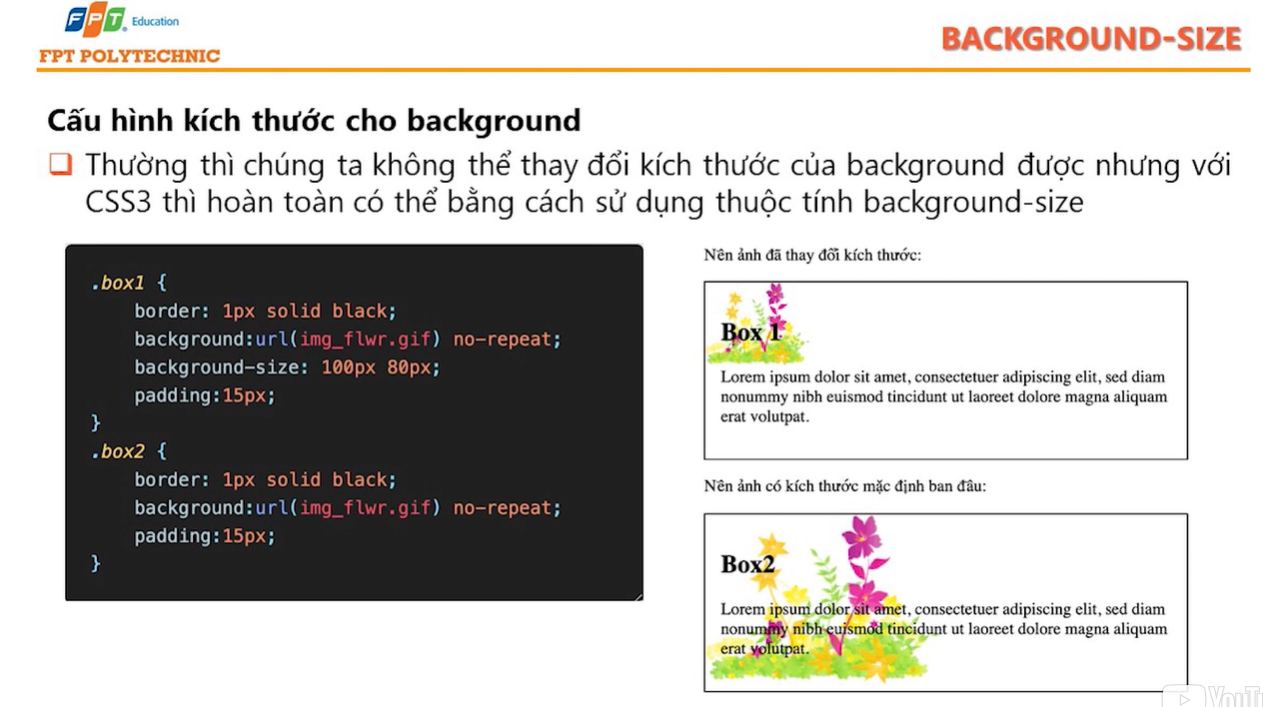 FPT Education
FPT POLYTECHNIC
BACKGROUND-SIZE
Cấu hình kích thước cho background
Thường thì chúng ta không thể thay đổi kích thước của background được nhưng với
CSS3 thì hoàn toàn có thể bằng cách sử dụng thuộc tính background-size
.box1 {
    border: 1px solid black;
    background:url(img_flwr.gif) no-repeat;
    background-size: 100px 80px;
    padding:15px;
}
.box2 {
    border: 1px solid black;
    background:url(img_flwr.gif) no-repeat;
    padding:15px;
}
Nên ảnh đã thay đổi kích thước:
Box 1
Lorem ipsum dolor sit amet, consectetuer adipiscing elit, sed diam
nonummy nibh euismod tincidunt ut laoreet dolore magna aliquam
erat volutpat.
Nên ảnh có kích thước mặc định ban đâu:
Box2
Lorem ipsum dolor sit amet, consectetuer adipiscing elit, sed diam
nonummy nibh euismod tincidunt ut laoreet dolore magna aliquam
erat volutpat.